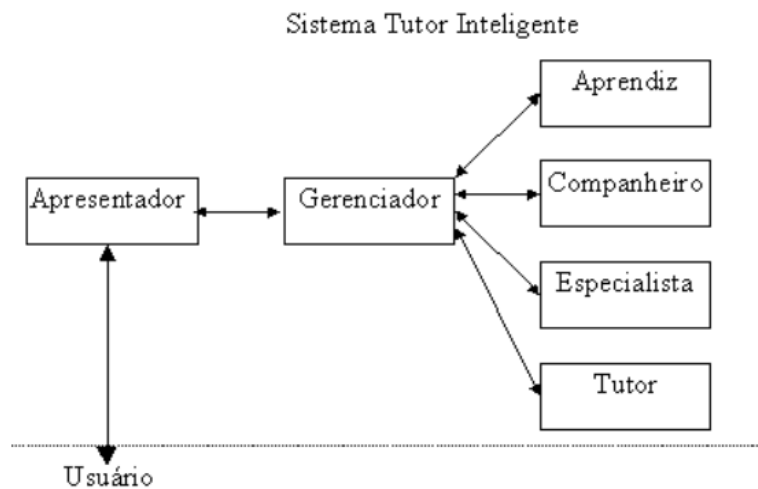 Sistema Tutor Inteligente
Aprendiz
Apresentador
Gerenciador
Companheiro
Especialista
Tutor
Usuário